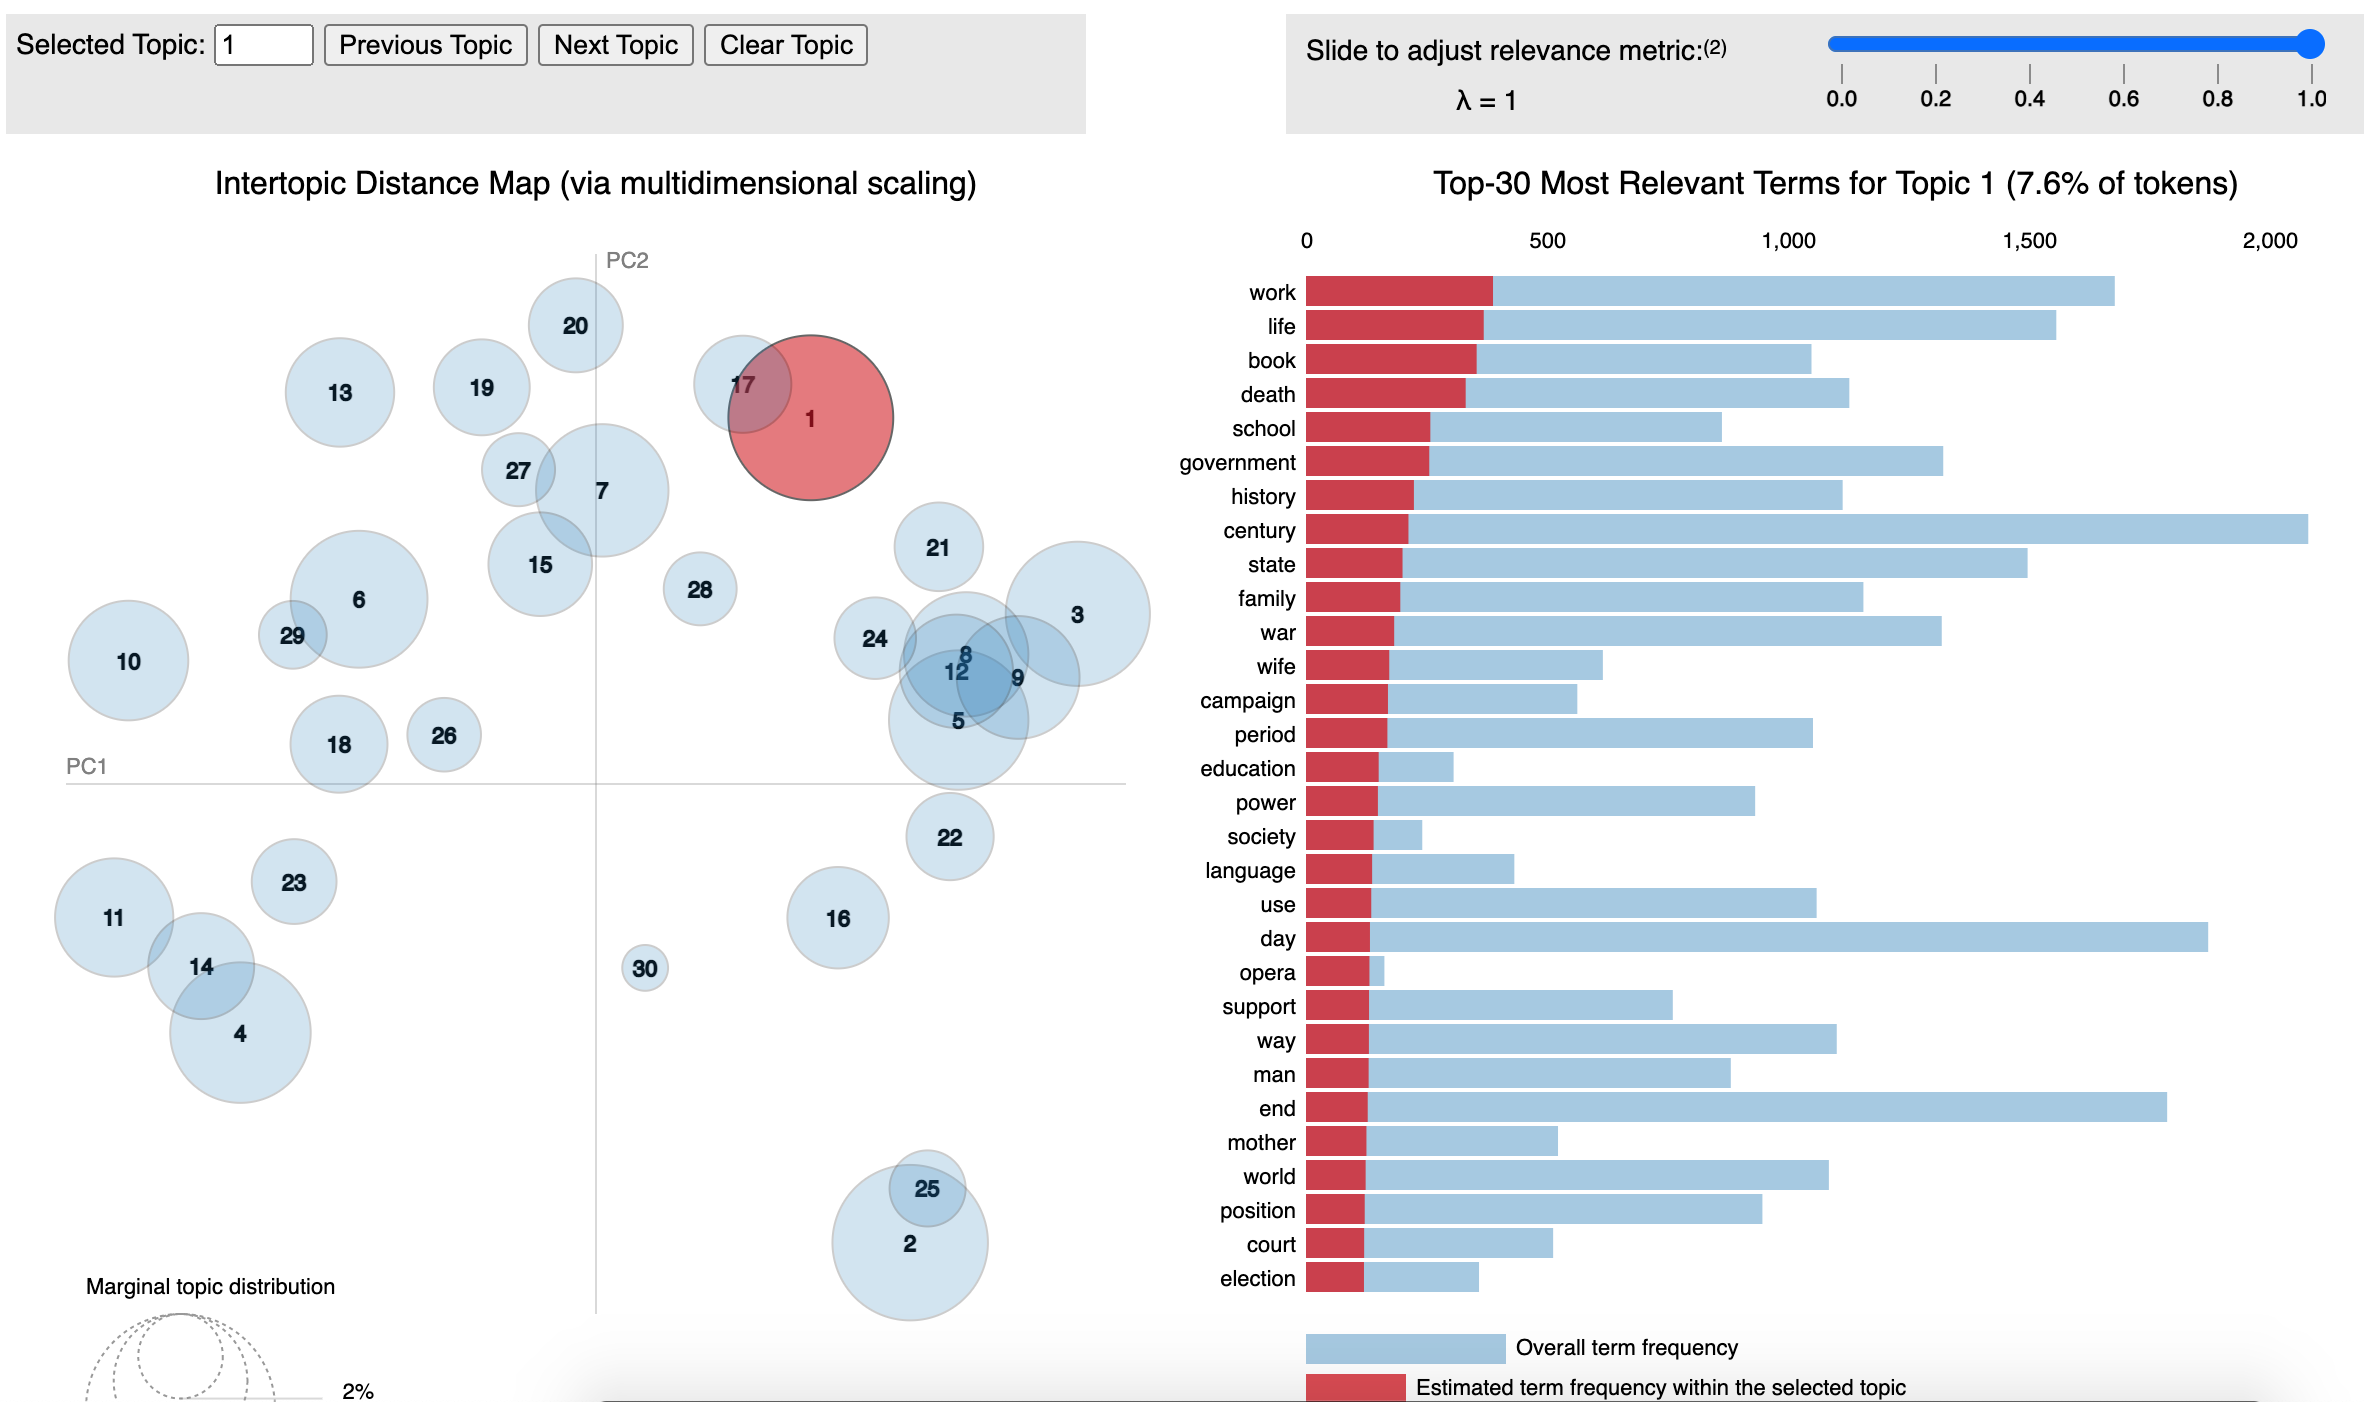 Selected Topic: 1 Previous Topic Next Topic Clear Topic
Slide to adjust relevance metric:(2)
λ = 1
0.0 0.2 0.4 0.6 0.8 1.0
Intertopic Distance Map (via multidimensional scaling)
PC2
20
13
19
17
1
27
7
15
21
28
6
3
24
29
8
10
12
9
5
18
26
PC1
22
23
11
16
14
30
4
25
2
Marginal topic distribution
2%
Top-30 Most Relevant Terms for Topic 1 (7.6% of tokens)
0 500 1,000 1,500 2,000
work
life
book
death
school
government
history
century
state
family
war
wife
campaign
period
education
power
society
language
use
day
opera
support
way
man
end
mother
world
position
court
election
Overall term frequency
Estimated term frequency within the selected topic